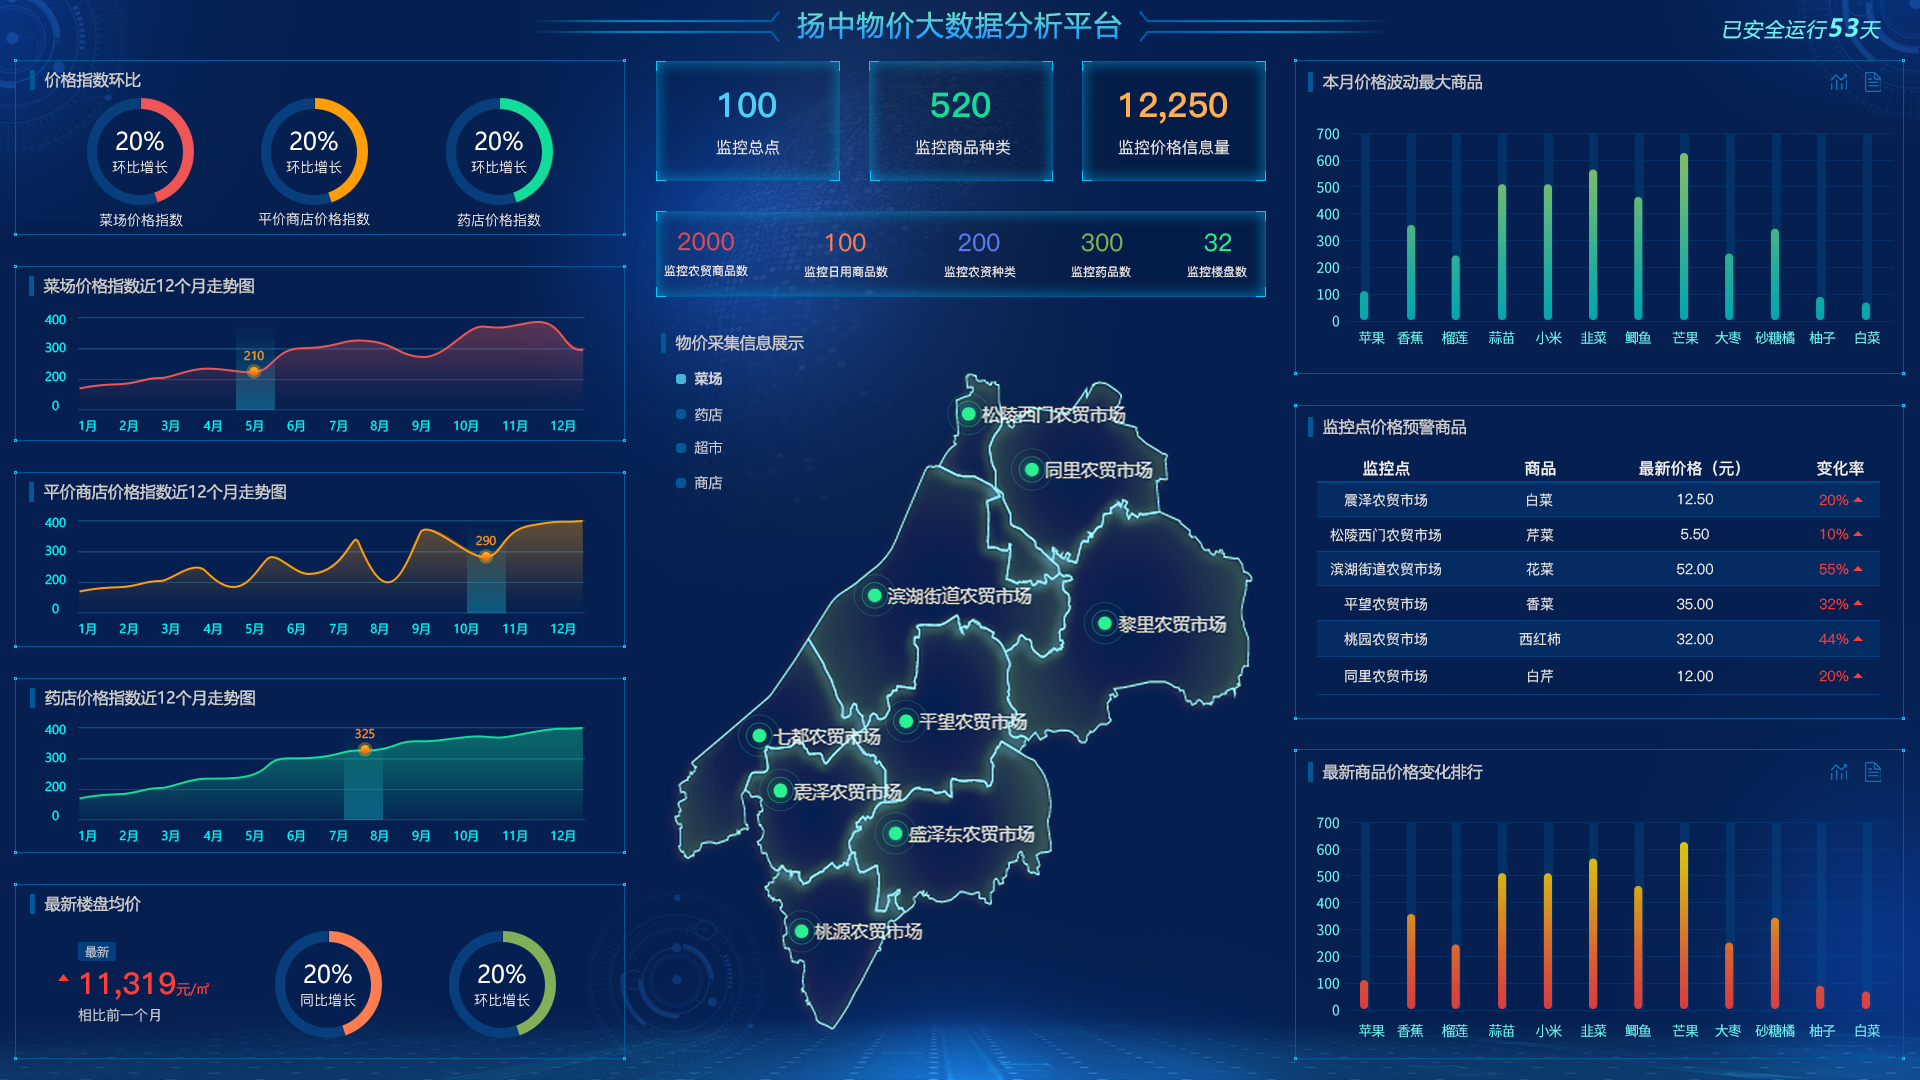 扬中物价大数据分析平台
已安全运行53天
价格指数环比
20%
环比增长
菜场价格指数
20%
环比增长
平价商店价格指数
20%
环比增长
药店价格指数
菜场价格指数近12个月走势图
400
300
200
0
210
1月 2月 3月 4月 5月 6月 7月 8月 9月 10月 11月 12月
平价商店价格指数近12个月走势图
400
300
200
0
290
1月 2月 3月 4月 5月 6月 7月 8月 9月 10月 11月 12月
药店价格指数近12个月走势图
400
300
200
0
325
1月 2月 3月 4月 5月 6月 7月 8月 9月 10月 11月 12月
最新楼盘均价
最新
11,319元/㎡
相比前一个月
20%
同比增长
20%
环比增长
100
监控总点
520
监控商品种类
12,250
监控价格信息量
2000
监控农贸商品数
100
监控日用商品数
200
监控农资种类
300
监控药品数
32
监控楼盘数
物价采集信息展示
菜场
药店
超市
商店
松陵西门农贸市场
同里农贸市场
滨湖街道农贸市场
黎里农贸市场
平望农贸市场
七都农贸市场
震泽农贸市场
盛泽东农贸市场
桃源农贸市场
本月价格波动最大商品
700
600
500
400
300
200
100
0
苹果 香蕉 榴莲 蒜苗 小米 韭菜 鲫鱼 芒果 大枣 砂糖橘 柚子 白菜
监控点价格预警商品
监控点 商品 最新价格（元） 变化率
震泽农贸市场 白菜 12.50 20%
松陵西门农贸市场 芹菜 5.50 10%
滨湖街道农贸市场 花菜 52.00 55%
平望农贸市场 香菜 35.00 32%
桃园农贸市场 西红柿 32.00 44%
同里农贸市场 白芹 12.00 20%
最新商品价格变化排行
700
600
500
400
300
200
100
0
苹果 香蕉 榴莲 蒜苗 小米 韭菜 鲫鱼 芒果 大枣 砂糖橘 柚子 白菜